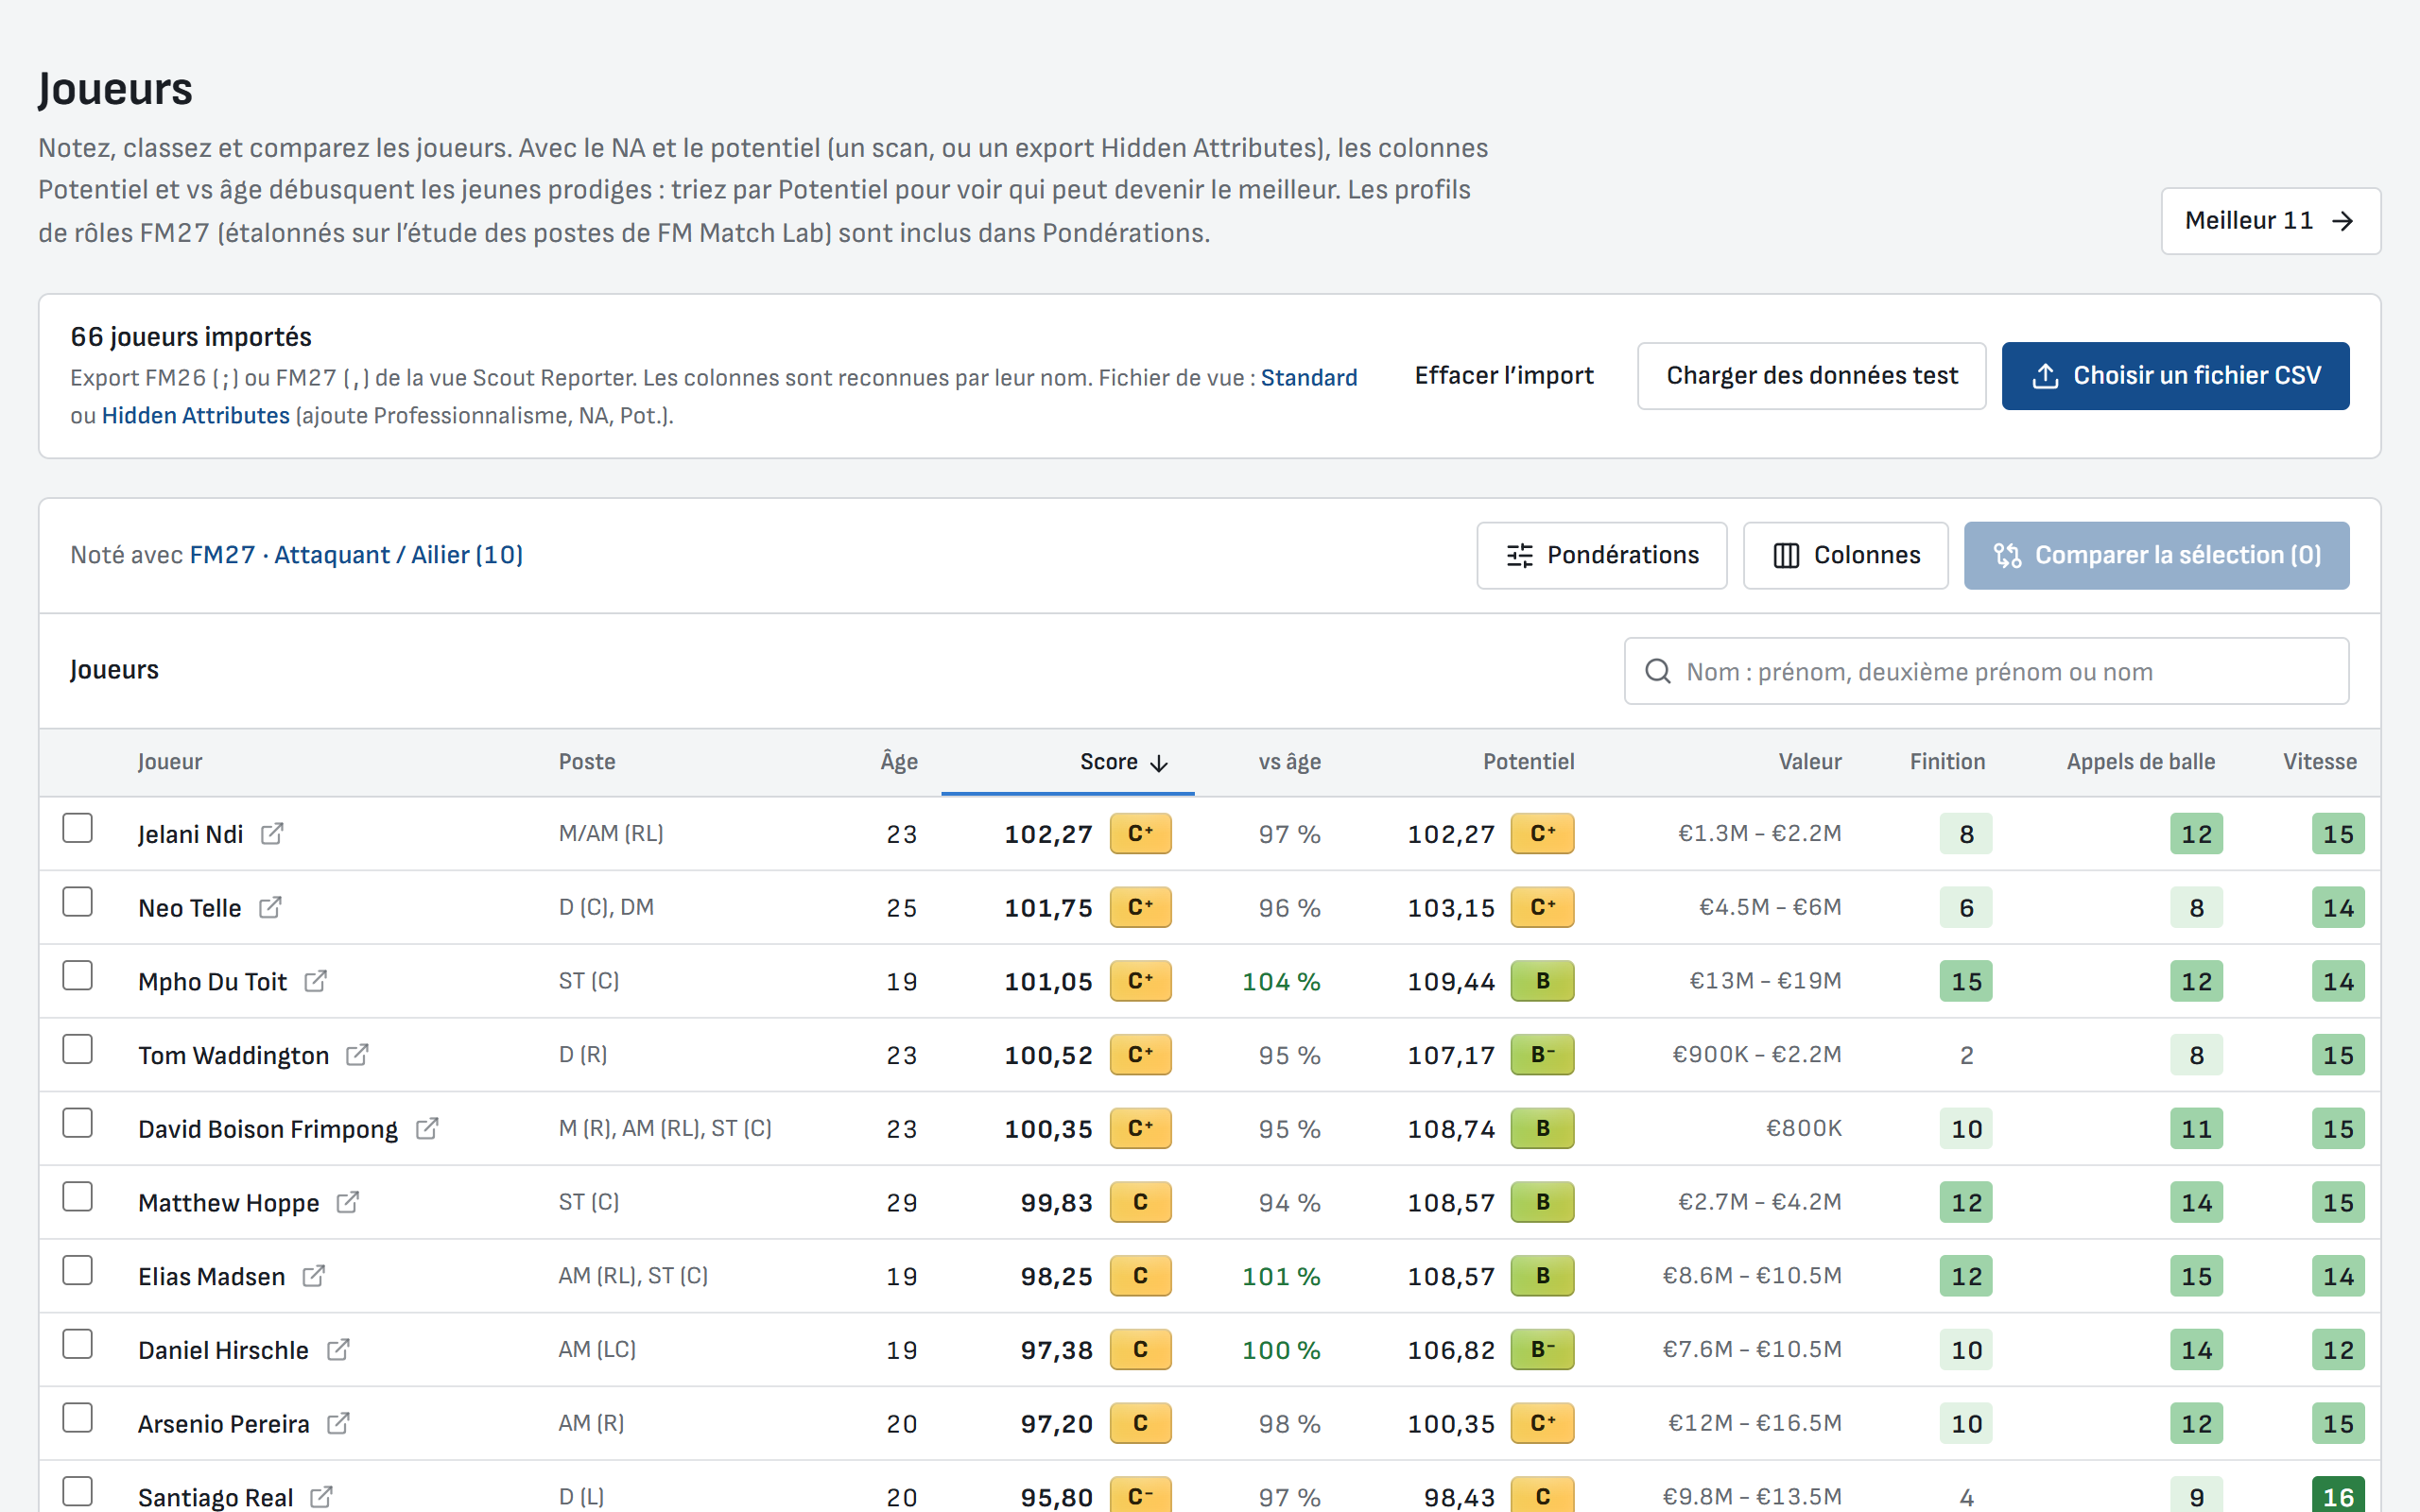 Joueurs
Notez, classez et comparez les joueurs. Avec le NA et le potentiel (un scan, ou un export Hidden Attributes), les colonnes
Potentiel et vs âge débusquent les jeunes prodiges : triez par Potentiel pour voir qui peut devenir le meilleur. Les profils
de rôles FM27 (étalonnés sur l’étude des postes de FM Match Lab) sont inclus dans Pondérations.
Meilleur 11
66 joueurs importés
Export FM26 (;) ou FM27 (,) de la vue Scout Reporter. Les colonnes sont reconnues par leur nom. Fichier de vue : Standard
ou Hidden Attributes (ajoute Professionnalisme, NA, Pot.).
Effacer l’import
Charger des données test
Choisir un fichier CSV
Noté avec FM27 · Attaquant / Ailier (10)
Pondérations
Colonnes
Comparer la sélection (0)
Joueurs
Nom : prénom, deuxième prénom ou nom
Joueur Poste Âge Score vs âge Potentiel Valeur Finition Appels de balle Vitesse
Jelani Ndi M/AM (RL) 23 102,27 C+ 97 % 102,27 C+ €1.3M - €2.2M 8 12 15
Neo Telle D (C), DM 25 101,75 C+ 96 % 103,15 C+ €4.5M - €6M 6 8 14
Mpho Du Toit ST (C) 19 101,05 C+ 104 % 109,44 B €13M - €19M 15 12 14
Tom Waddington D (R) 23 100,52 C+ 95 % 107,17 B- €900K - €2.2M 2 8 15
David Boison Frimpong M (R), AM (RL), ST (C) 23 100,35 C+ 95 % 108,74 B €800K 10 11 15
Matthew Hoppe ST (C) 29 99,83 C 94 % 108,57 B €2.7M - €4.2M 12 14 15
Elias Madsen AM (RL), ST (C) 19 98,25 C 101 % 108,57 B €8.6M - €10.5M 12 15 14
Daniel Hirschle AM (LC) 19 97,38 C 100 % 106,82 B- €7.6M - €10.5M 10 14 12
Arsenio Pereira AM (R) 20 97,20 C 98 % 100,35 C+ €12M - €16.5M 10 12 15
Santiago Real D (L) 20 95,80 C- 97 % 98,43 C €9.8M - €13.5M 4 9 16